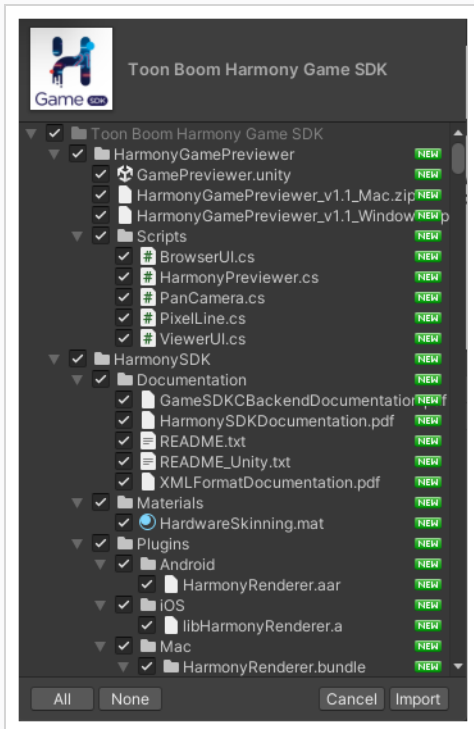 Game SDK
Toon Boom Harmony Game SDK
Toon Boom Harmony Game SDK
HarmonyGamePreviewer NEW
GamePreviewer.unity NEW
HarmonyGamePreviewer_v1.1_Mac.zip NEW
HarmonyGamePreviewer_v1.1_Window NEW p
Scripts NEW
# BrowserUI.cs NEW
# HarmonyPreviewer.cs NEW
# PanCamera.cs NEW
# PixelLine.cs NEW
# ViewerUI.cs NEW
HarmonySDK NEW
Documentation NEW
GameSDKCBackendDocumentation NEW f
HarmonySDKDocumentation.pdf NEW
README.txt NEW
README_Unity.txt NEW
XMLFormatDocumentation.pdf NEW
Materials NEW
HardwareSkinning.mat NEW
Plugins NEW
Android NEW
HarmonyRenderer.aar NEW
iOS NEW
libHarmonyRenderer.a NEW
Mac NEW
HarmonyRenderer.bundle NEW
All None Cancel Import